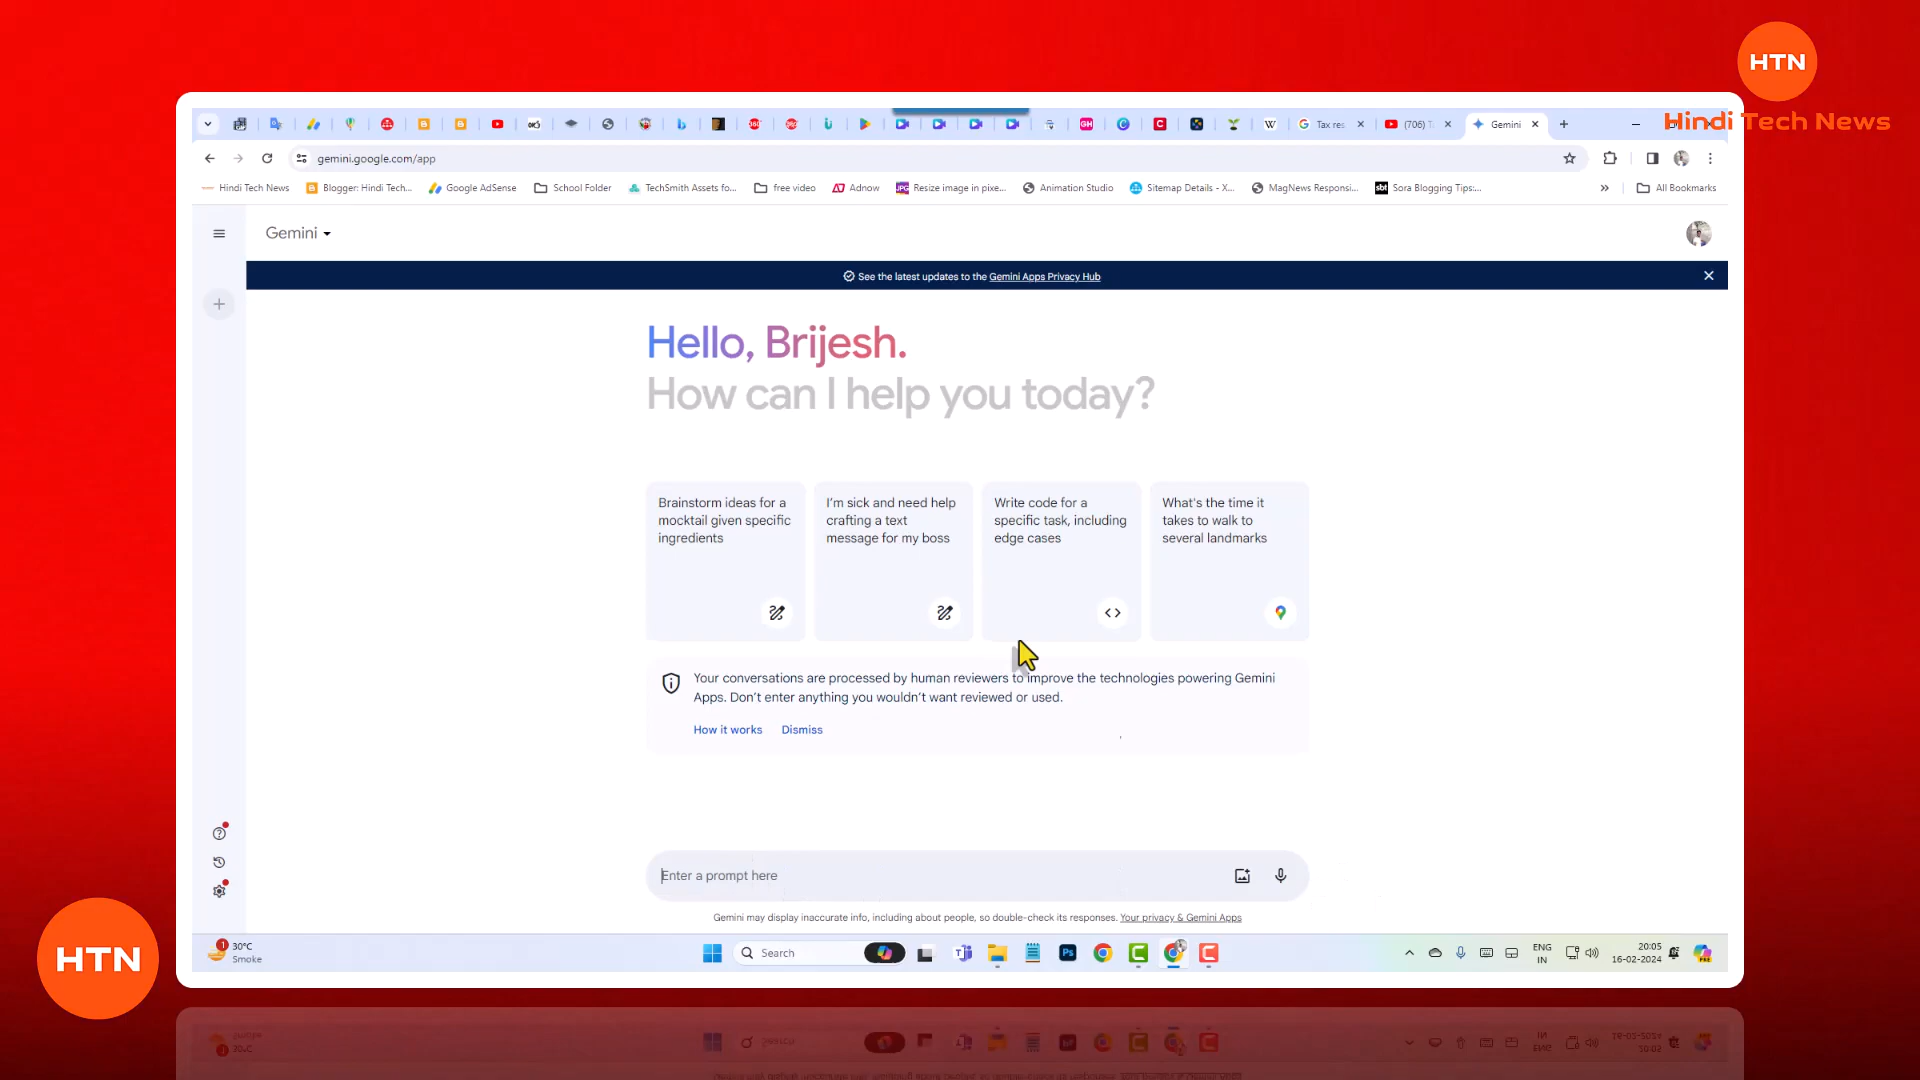 HTN
Hindi Tech News
Tax res
(706) T
Gemini
gemini.google.com/app
Hindi Tech News
Blogger: Hindi Tech...
Google AdSense
School Folder
TechSmith Assets fo...
free video
Adnow
Resize image in pixe...
Animation Studio
Sitemap Details - X...
MagNews Responsi...
Sora Blogging Tips:...
All Bookmarks
Gemini
See the latest updates to the Gemini Apps Privacy Hub
Hello, Brijesh.
How can I help you today?
Brainstorm ideas for a
mocktail given specific
ingredients
I'm sick and need help
crafting a text
message for my boss
Write code for a
specific task, including
edge cases
What's the time it
takes to walk to
several landmarks
Your conversations are processed by human reviewers to improve the technologies powering Gemini
Apps. Don't enter anything you wouldn't want reviewed or used.
How it works
Dismiss
Enter a prompt here
Gemini may display inaccurate info, including about people, so double-check its responses. Your privacy & Gemini Apps
HTN
1
30°C
Smoke
Search
Ps
ENG
IN
20:05
16-02-2024